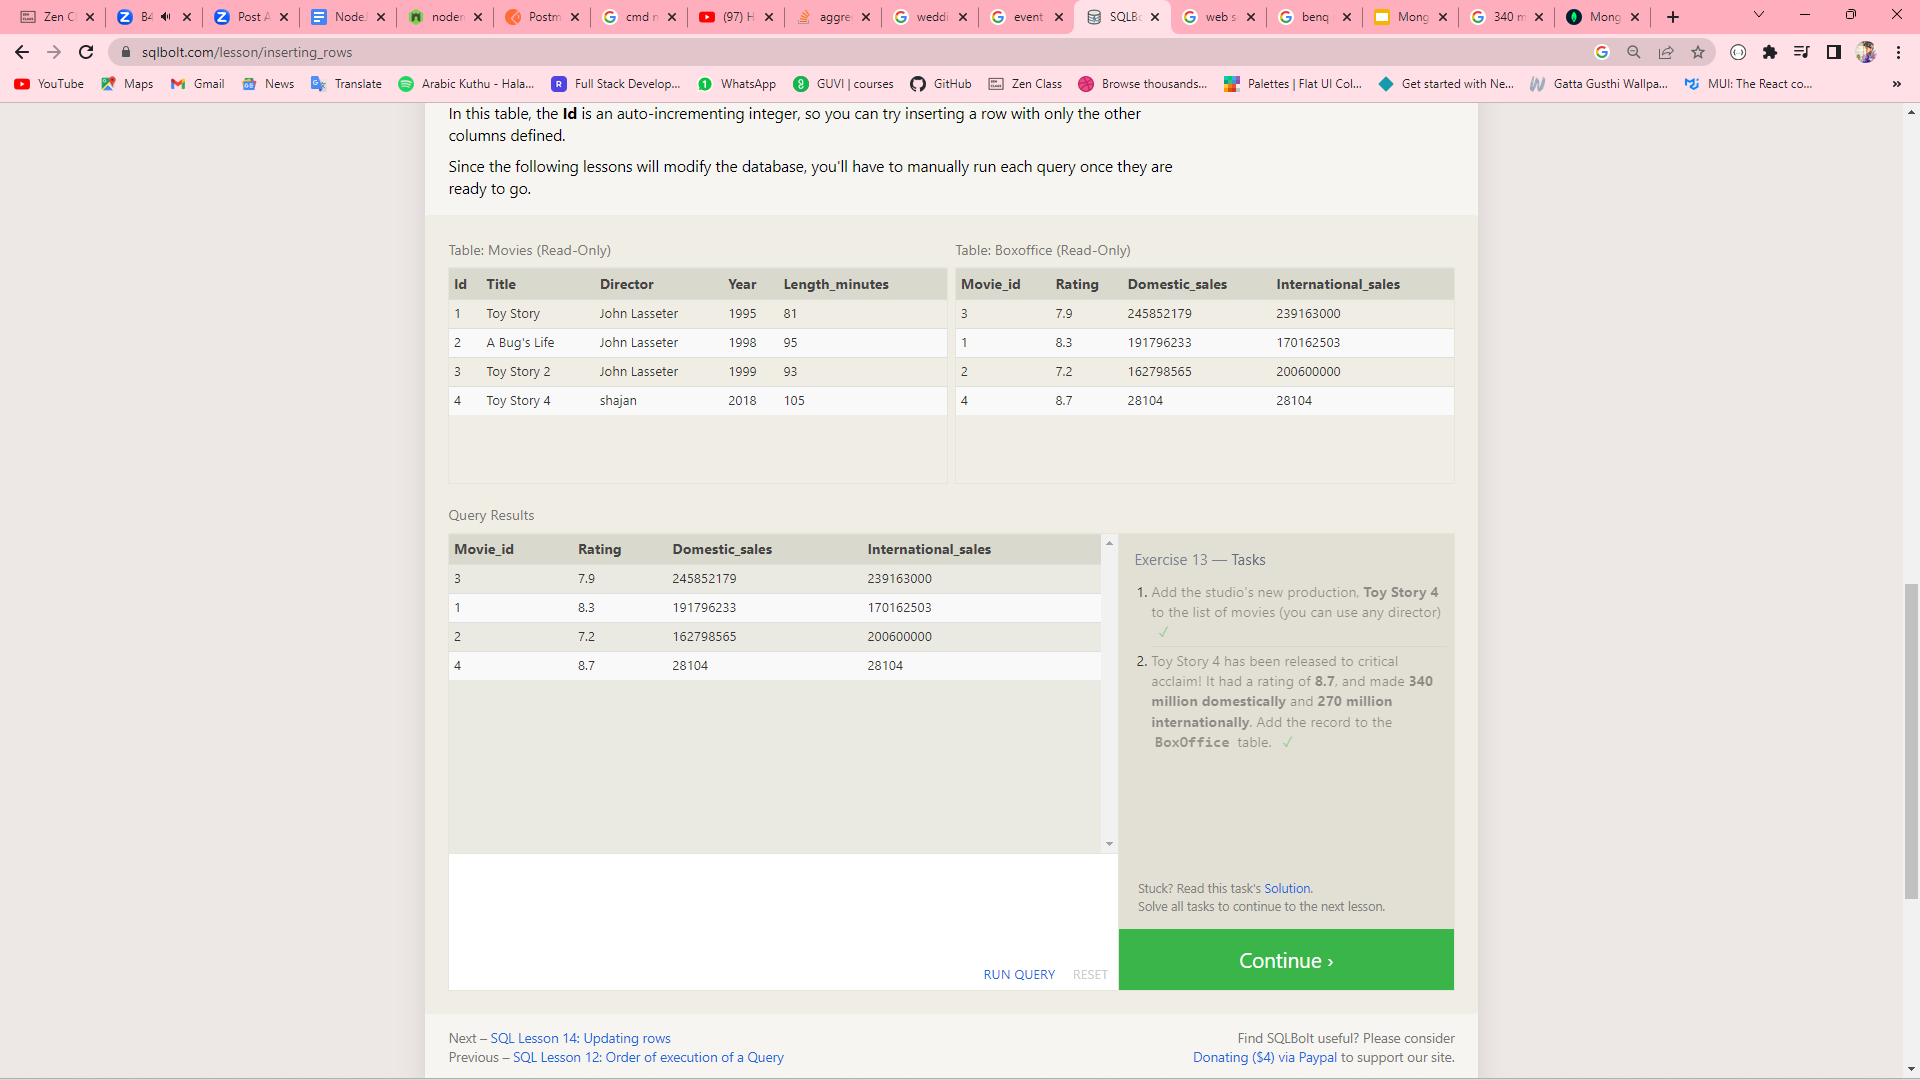 Zen C
B4
Post A
NodeJ
noden
Postm
cmd n
(97) H
aggre
weddi
event
SQLBo
web s
benq
Mong
340 m
Mong
sqlbolt.com/lesson/inserting_rows
YouTube
Maps
Gmail
News
Translate
Arabic Kuthu - Hala...
Full Stack Develop...
WhatsApp
GUVI | courses
GitHub
Zen Class
Browse thousands...
Palettes | Flat UI Col...
Get started with Ne...
Gatta Gusthi Wallpa...
MUI: The React co...
»
In this table, the Id is an auto-incrementing integer, so you can try inserting a row with only the other
columns defined.
Since the following lessons will modify the database, you'll have to manually run each query once they are
ready to go.
Table: Movies (Read-Only)
Id Title Director Year Length_minutes
1 Toy Story John Lasseter 1995 81
2 A Bug's Life John Lasseter 1998 95
3 Toy Story 2 John Lasseter 1999 93
4 Toy Story 4 shajan 2018 105
Table: Boxoffice (Read-Only)
Movie_id Rating Domestic_sales International_sales
3 7.9 245852179 239163000
1 8.3 191796233 170162503
2 7.2 162798565 200600000
4 8.7 28104 28104
Query Results
Movie_id Rating Domestic_sales International_sales
3 7.9 245852179 239163000
1 8.3 191796233 170162503
2 7.2 162798565 200600000
4 8.7 28104 28104
RUN QUERY RESET
Exercise 13 — Tasks
1. Add the studio's new production, Toy Story 4
to the list of movies (you can use any director)
✓
2. Toy Story 4 has been released to critical
acclaim! It had a rating of 8.7, and made 340
million domestically and 270 million
internationally. Add the record to the
BoxOffice table. ✓
Stuck? Read this task's Solution.
Solve all tasks to continue to the next lesson.
Continue ›
Next – SQL Lesson 14: Updating rows
Previous – SQL Lesson 12: Order of execution of a Query
Find SQLBolt useful? Please consider
Donating ($4) via Paypal to support our site.